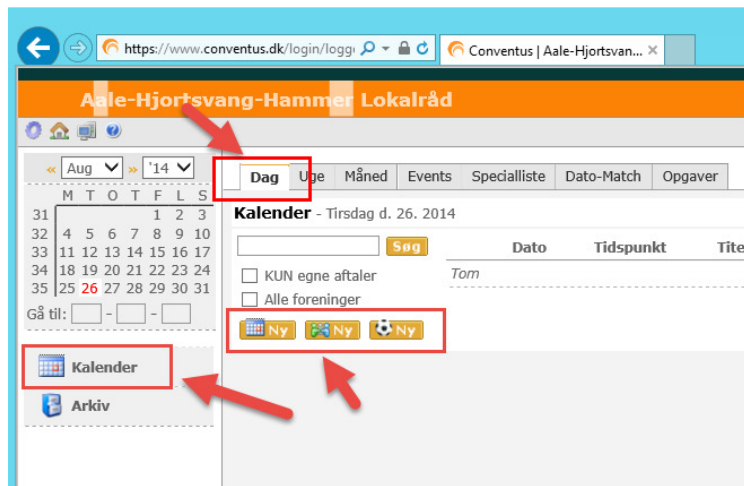 https://www.conventus.dk/login/logg
Conventus | Aale-Hjortsvan...
Aale-Hjortsvang-Hammer Lokalråd
« Aug » '14
M T O T F L S
31 1 2 3
32 4 5 6 7 8 9 10
33 11 12 13 14 15 16 17
34 18 19 20 21 22 23 24
35 25 26 27 28 29 30 31
Gå til: - -
Kalender
Arkiv
Dag Uge Måned Events Specialliste Dato-Match Opgaver
Kalender - Tirsdag d. 26. 2014
Søg
Dato Tidspunkt Tite
Tom
KUN egne aftaler
Alle foreninger
Ny Ny Ny